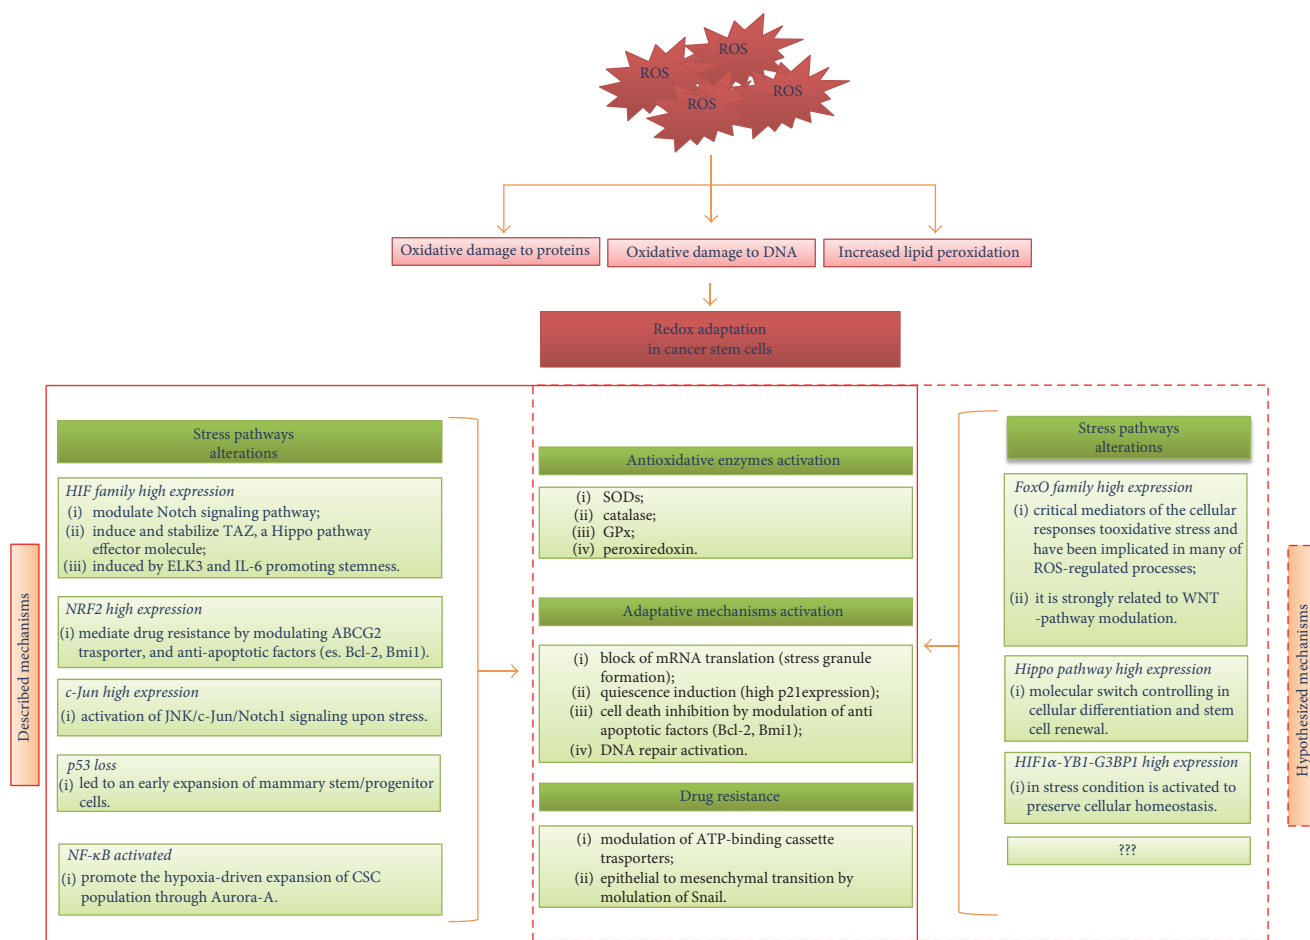 ROS
ROS
ROS
ROS
Oxidative damage to proteins
Oxidative damage to DNA
Increased lipid peroxidation
Redox adaptation
in cancer stem cells
Described mechanisms
Stress pathways
alterations
HIF family high expression
(i) modulate Notch signaling pathway;
(ii) induce and stabilize TAZ, a Hippo pathway
effector molecule;
(iii) induced by ELK3 and IL-6 promoting stemness.
NRF2 high expression
(i) mediate drug resistance by modulating ABCG2
trasporter, and anti-apoptotic factors (es. Bcl-2, Bmi1).
c-Jun high expression
(i) activation of JNK/c-Jun/Notch1 signaling upon stress.
p53 loss
(i) led to an early expansion of mammary stem/progenitor
cells.
NF-κB activated
(i) promote the hypoxia-driven expansion of CSC
population through Aurora-A.
Antioxidative enzymes activation
(i) SODs;
(ii) catalase;
(iii) GPx;
(iv) peroxiredoxin.
Adaptative mechanisms activation
(i) block of mRNA translation (stress granule
formation);
(ii) quiescence induction (high p21expression);
(iii) cell death inhibition by modulation of anti
apoptotic factors (Bcl-2, Bmi1);
(iv) DNA repair activation.
Drug resistance
(i) modulation of ATP-binding cassette
trasporters;
(ii) epithelial to mesenchymal transition by
molulation of Snail.
Stress pathways
alterations
FoxO family high expression
(i) critical mediators of the cellular
responses tooxidative stress and
have been implicated in many of
ROS-regulated processes;
(ii) it is strongly related to WNT
-pathway modulation.
Hippo pathway high expression
(i) molecular switch controlling in
cellular differentiation and stem
cell renewal.
HIF1α-YB1-G3BP1 high expression
(i) in stress condition is activated to
preserve cellular homeostasis.
???
Hypothesized mechanisms